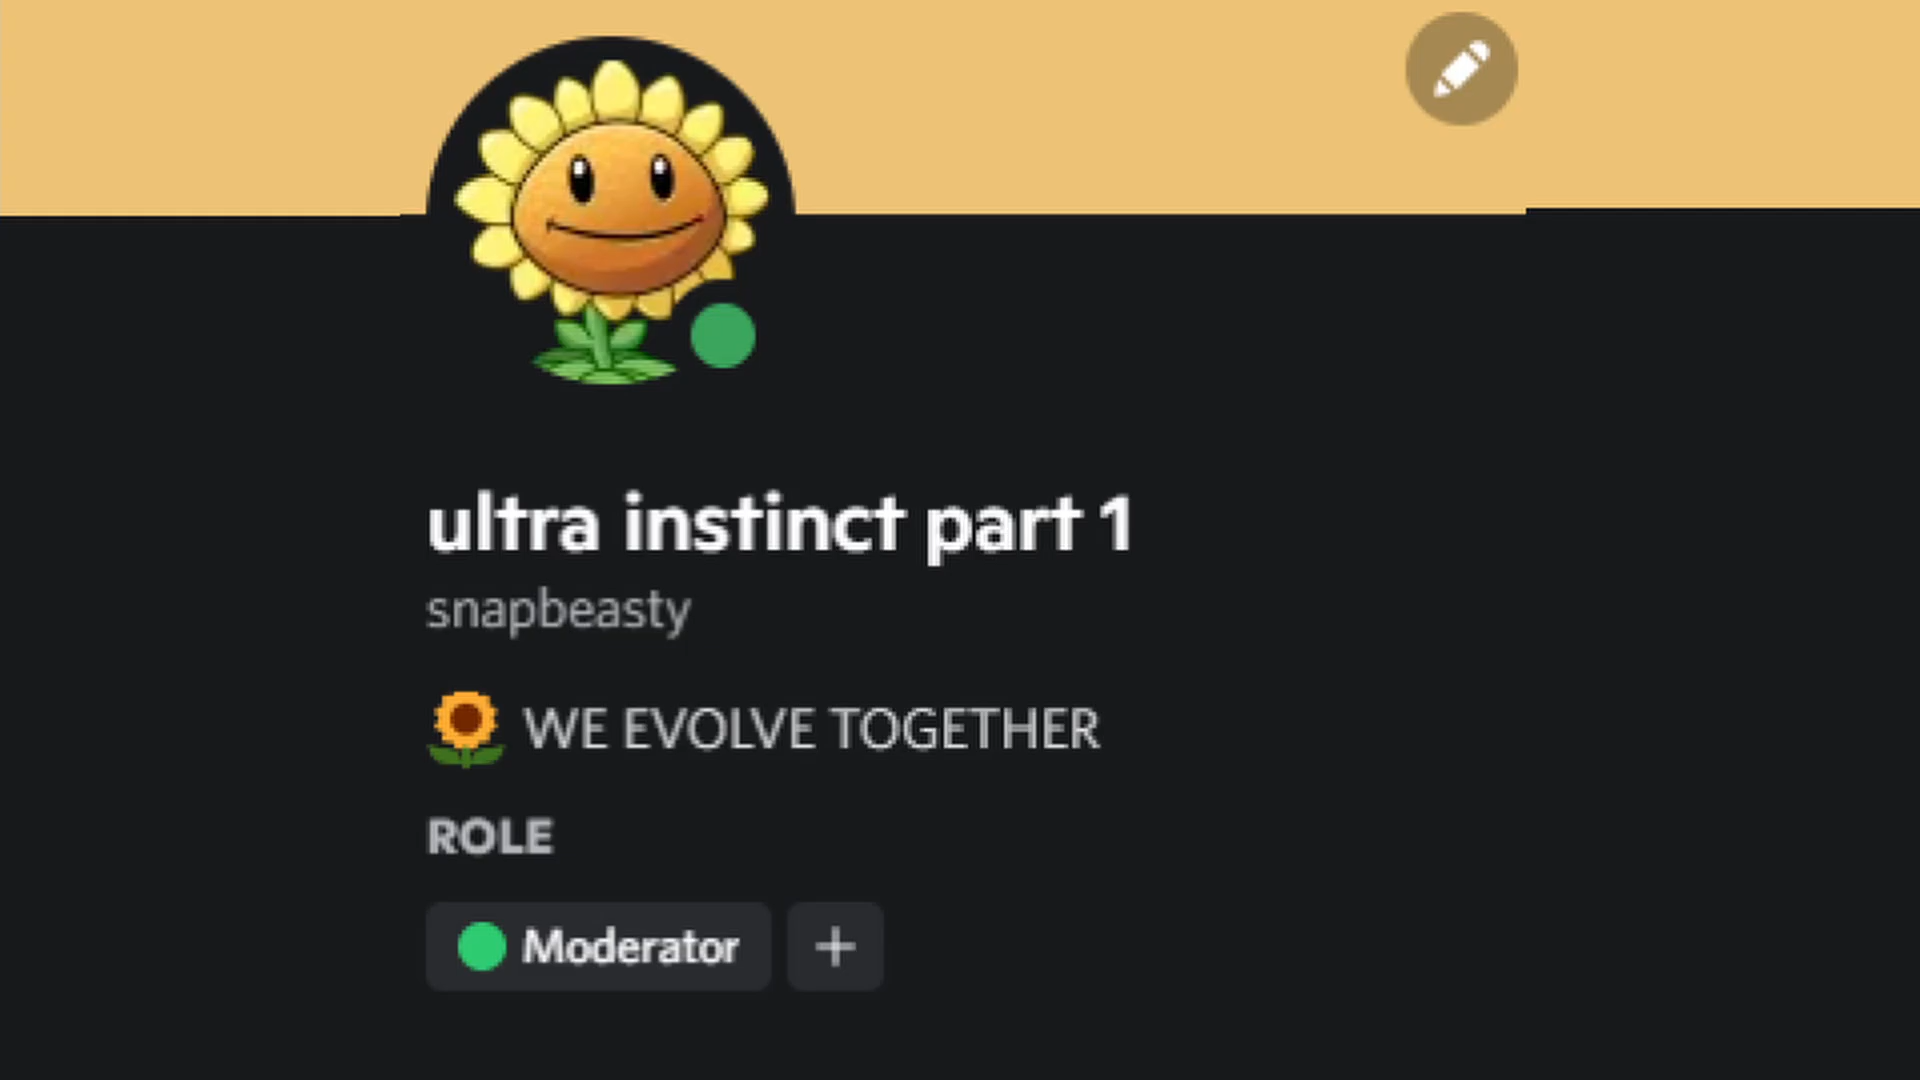 ultra instinct part 1
snapbeasty
🌻 WE EVOLVE TOGETHER
ROLE
Moderator +